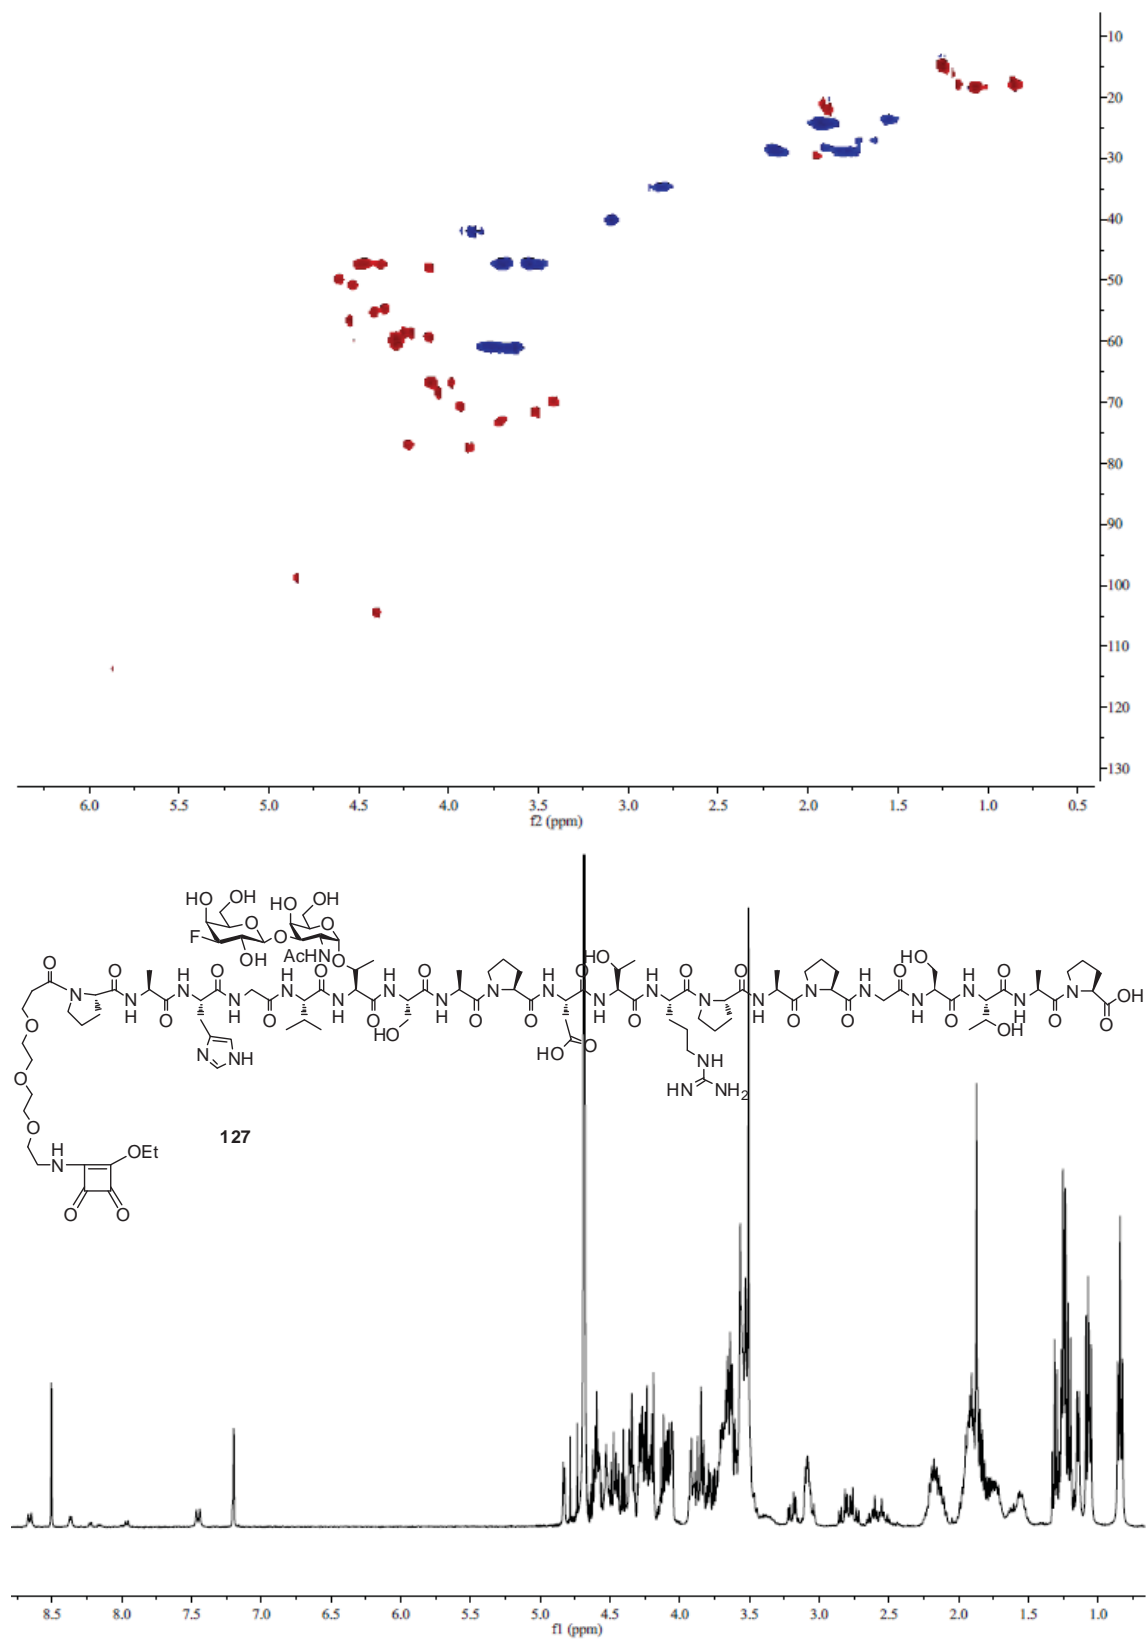 10
20
30
40
50
60
70
80
90
100
110
120
130
6.0 5.5 5.0 4.5 4.0 3.5 3.0 2.5 2.0 1.5 1.0 0.5
f2 (ppm)
HO OH HO OH
O O
F O
OH AcHN O
O O H O H O H O H O O HO O O O O HO O O
N N N N N N N N N N N N N N N N N OH
H O H O H O H O H O H O H O H O H O H O
HO HO O OH
N NH NH
HN NH2
O
O
O
H
N OEt
O O
127
8.5 8.0 7.5 7.0 6.5 6.0 5.5 5.0 4.5 4.0 3.5 3.0 2.5 2.0 1.5 1.0
f1 (ppm)